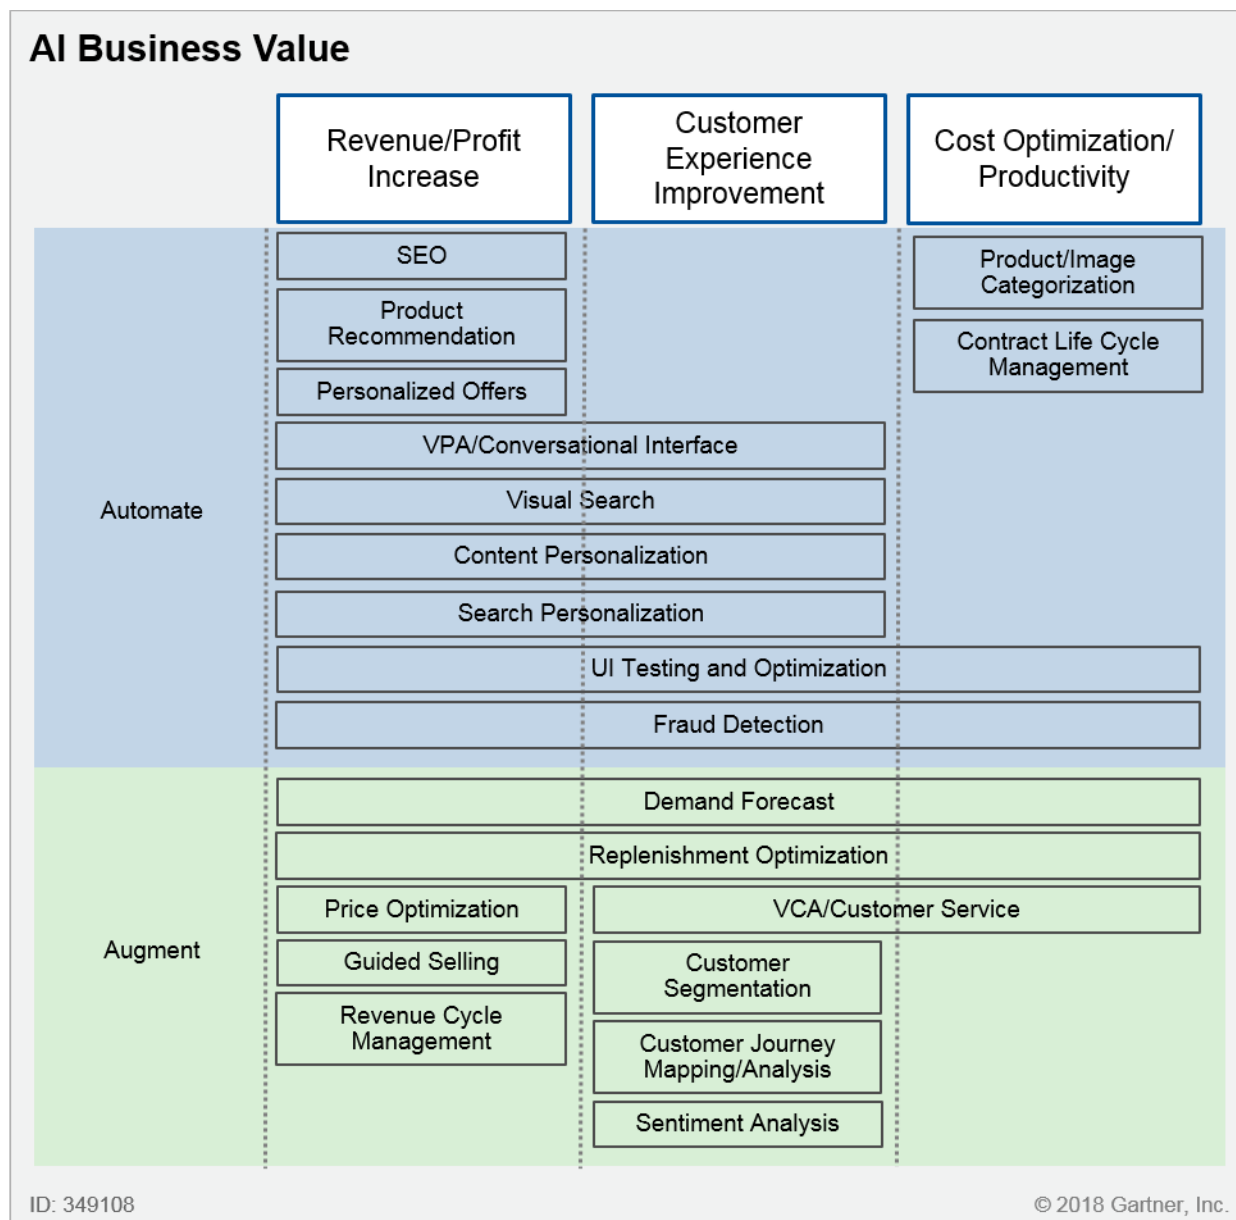 AI Business Value
Revenue/Profit
Increase
Customer
Experience
Improvement
Cost Optimization/
Productivity
SEO
Product/Image
Categorization
Product
Recommendation
Contract Life Cycle
Management
Personalized Offers
VPA/Conversational Interface
Automate
Visual Search
Content Personalization
Search Personalization
UI Testing and Optimization
Fraud Detection
Demand Forecast
Replenishment Optimization
Augment
Price Optimization
VCA/Customer Service
Guided Selling
Customer
Segmentation
Revenue Cycle
Management
Customer Journey
Mapping/Analysis
Sentiment Analysis
ID: 349108
© 2018 Gartner, Inc.